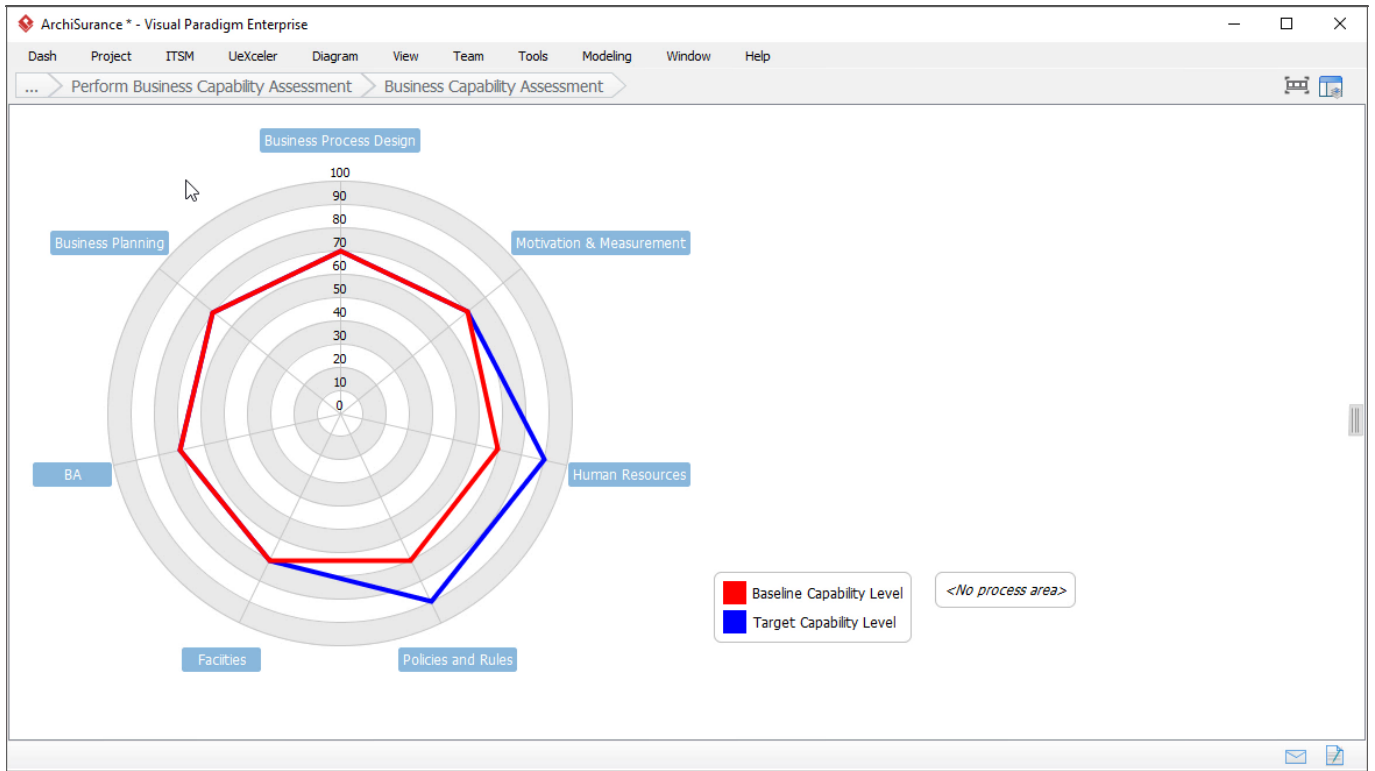 ArchiSurance * - Visual Paradigm Enterprise
Dash Project ITSM UeXceler Diagram View Team Tools Modeling Window Help
... Perform Business Capability Assessment Business Capability Assessment
Business Process Design
100
90
80
70
60
50
40
30
20
10
0
Business Planning
Motivation & Measurement
BA
Human Resources
Faciities
Policies and Rules
Baseline Capability Level
Target Capability Level
<No process area>